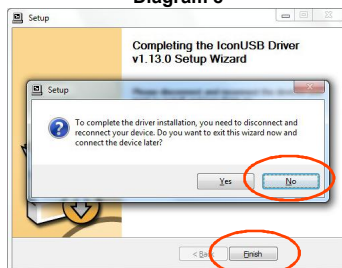 Diagram 3
Setup
Completing the IconUSB Driver
v1.13.0 Setup Wizard
Setup
To complete the driver installation, you need to disconnect and
reconnect your device. Do you want to exit this wizard now and
connect the device later?
Yes
No
< Back
Finish